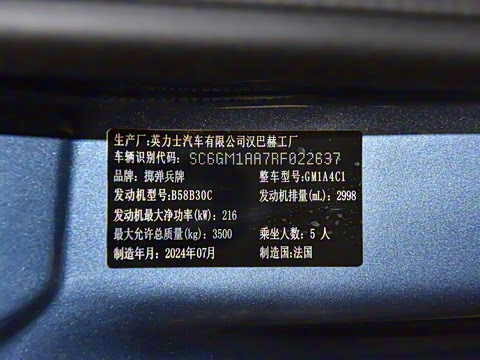 生产厂:英力士汽车有限公司汉巴赫工厂
车辆识别代码: SC6GM1AA7RF022637
品牌: 掷弹兵牌 整车型号:GM1A4C1
发动机型号:B58B30C 发动机排量(mL): 2998
发动机最大净功率(kW): 216
最大允许总质量(kg): 3500 乘坐人数: 5 人
制造年月: 2024年07月 制造国:法国